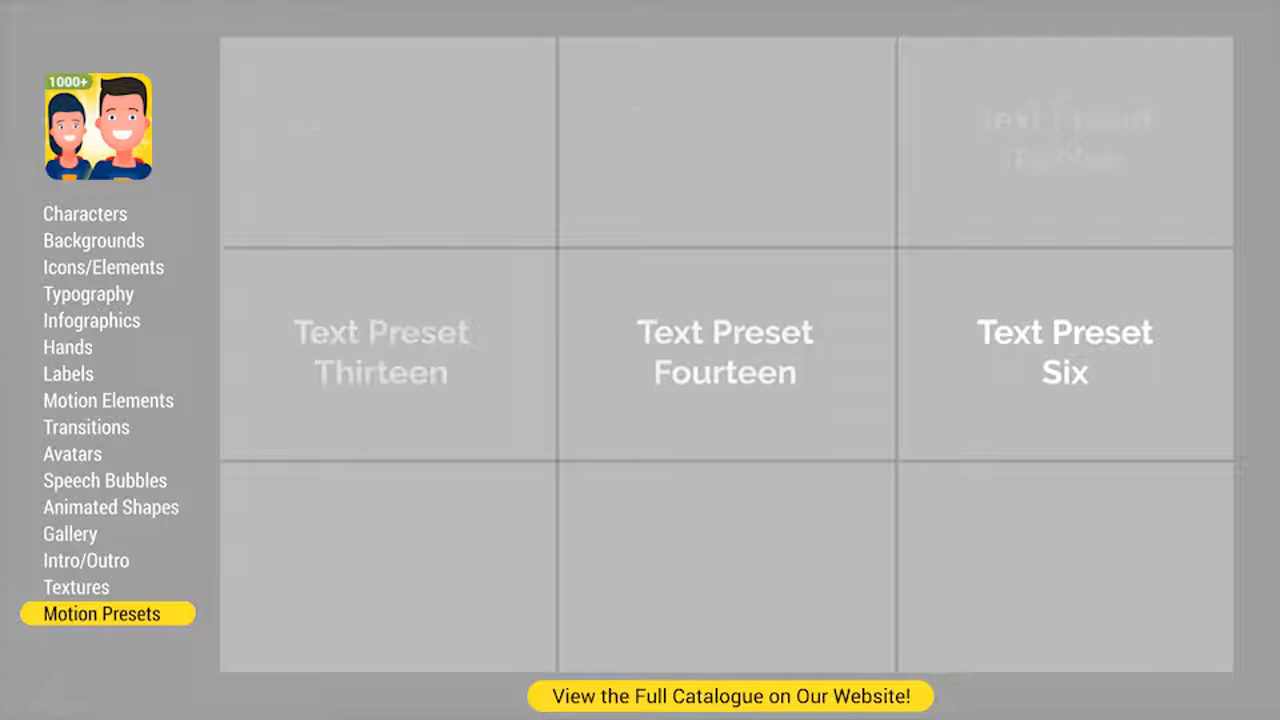 1000+
Characters
Backgrounds
Icons/Elements
Typography
Infographics
Hands
Labels
Motion Elements
Transitions
Avatars
Speech Bubbles
Animated Shapes
Gallery
Intro/Outro
Textures
Motion Presets
Text Preset
Text Preset
Thirteen
Text Preset
Fourteen
Text Preset
Six
View the Full Catalogue on Our Website!